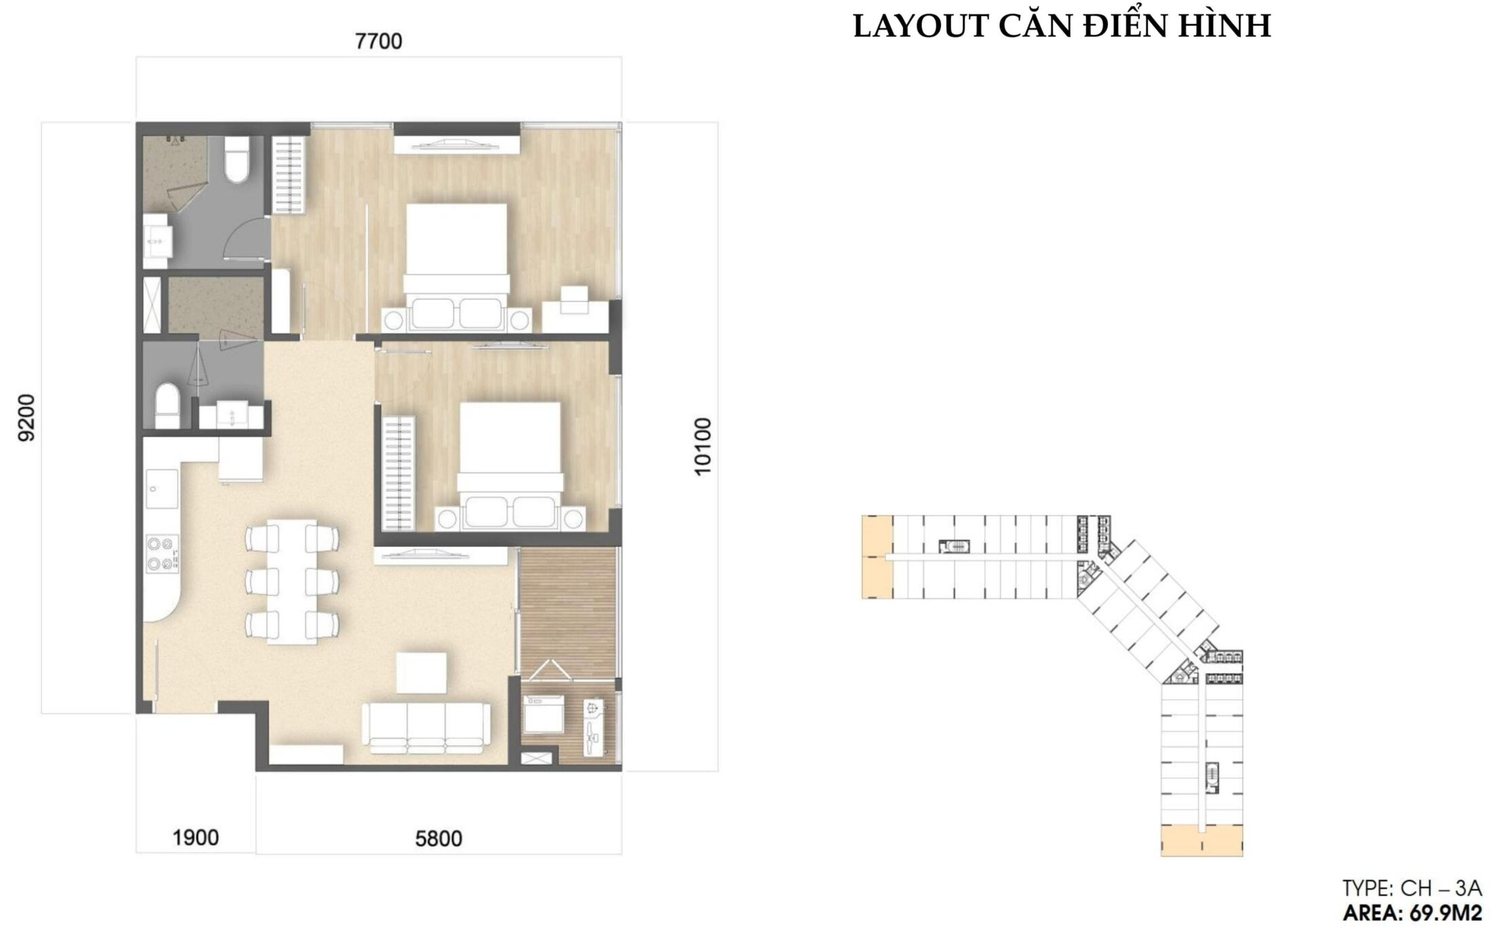 LAYOUT CĂN ĐIỂN HÌNH
7700
9200
10100
1900
5800
TYPE: CH – 3A
AREA: 69.9M2